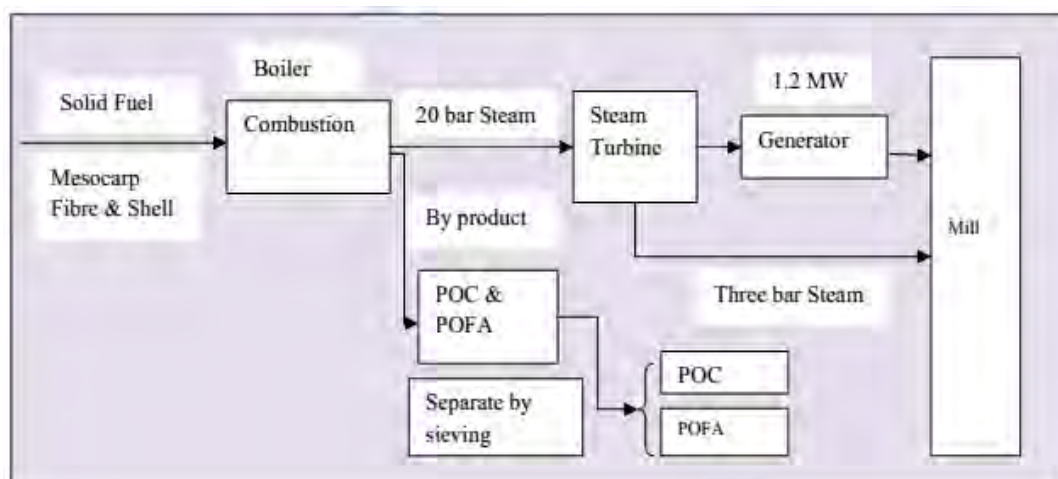 Boiler
Solid Fuel
Mesocarp
Fibre & Shell
Combustion
20 bar Steam
Steam
Turbine
1.2 MW
Generator
Mill
By product
Three bar Steam
POC &
POFA
Separate by
sieving
POC
POFA